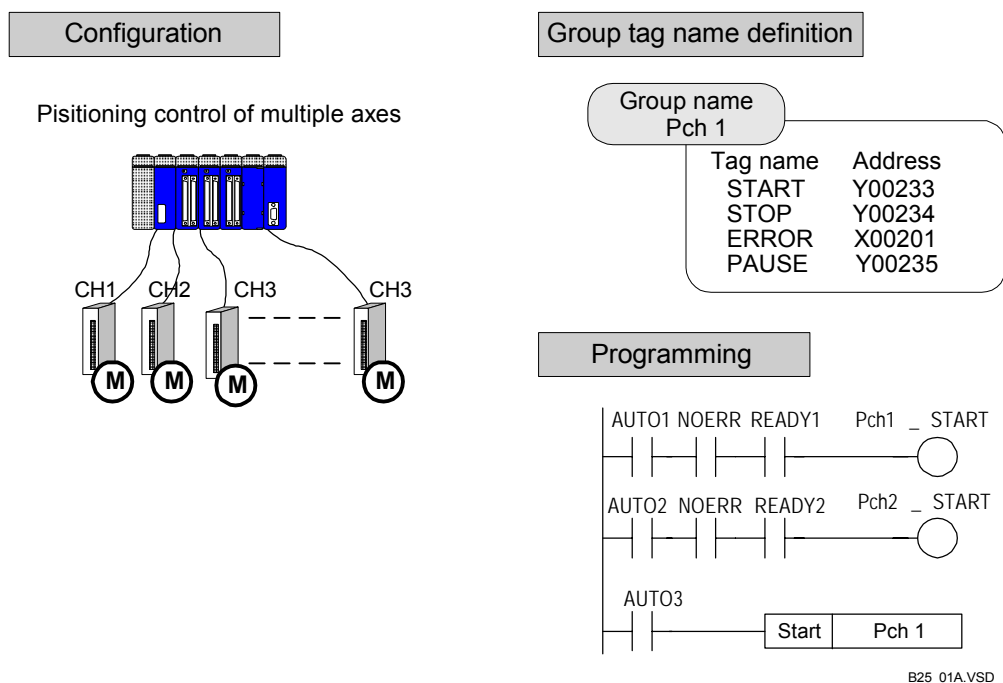 Configuration
Pisitioning control of multiple axes
CH1 CH2 CH3 CH3
M M M M
Group tag name definition
Group name
Pch 1
Tag name Address
START Y00233
STOP Y00234
ERROR X00201
PAUSE Y00235
Programming
AUTO1 NOERR READY1 Pch1 _ START
AUTO2 NOERR READY2 Pch2 _ START
AUTO3
Start Pch 1
B25_01A.VSD